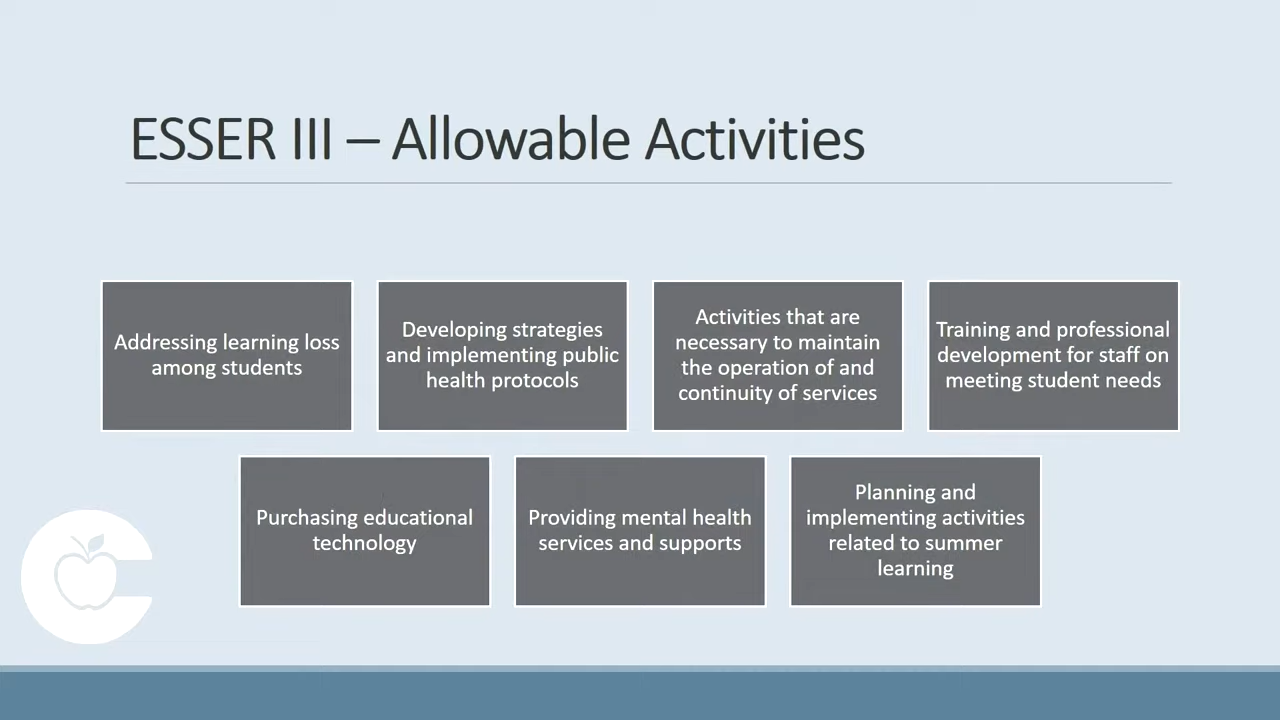 ESSER III – Allowable Activities
Addressing learning loss
among students
Developing strategies
and implementing public
health protocols
Activities that are
necessary to maintain
the operation of and
continuity of services
Training and professional
development for staff on
meeting student needs
Purchasing educational
technology
Providing mental health
services and supports
Planning and
implementing activities
related to summer
learning